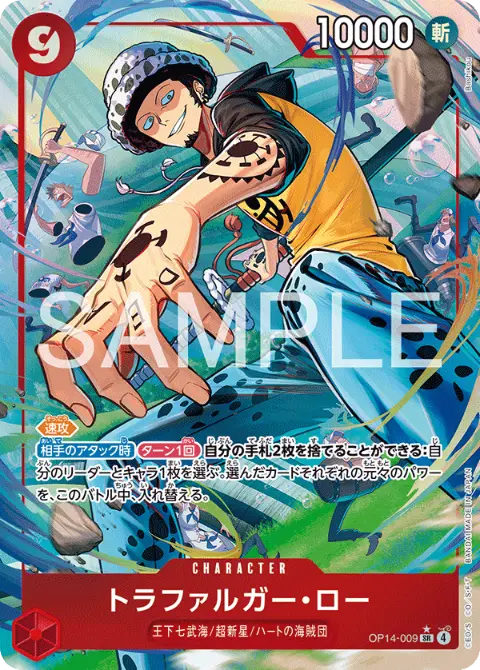 9
10000
斬
SAMPLE
速攻
相手のアタック時 ターン1回 自分の手札2枚を捨てることができる:自
分のリーダーとキャラ1枚を選ぶ。選んだカードそれぞれの元々のパワー
を、このバトル中、入れ替える。
CHARACTER
トラファルガー・ロー
王下七武海/超新星/ハートの海賊団
OP14-009 SR 4
BANDAI MADE IN JAPAN